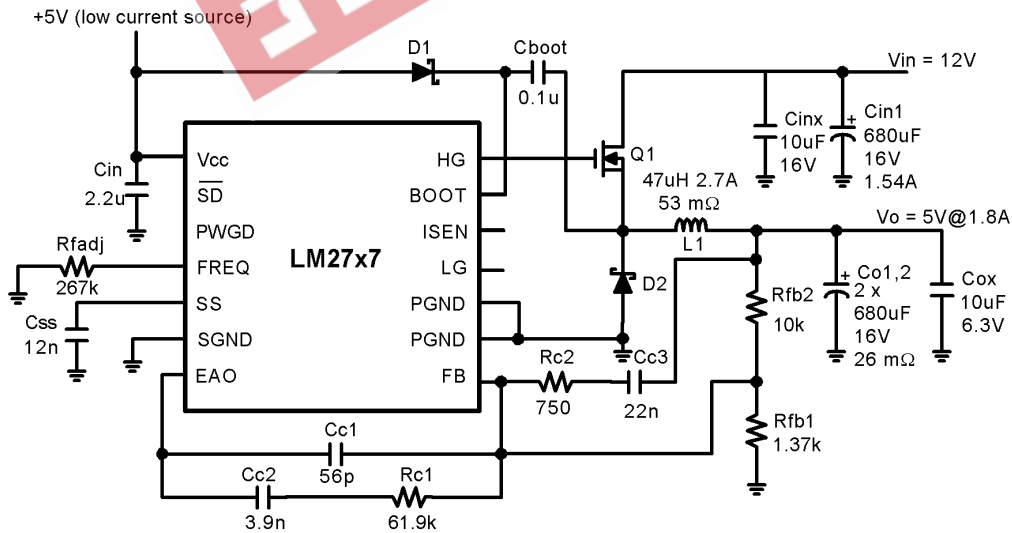 +5V (low current source)
D1
Cboot
0.1u
Vin = 12V
Cinx
10uF
16V
Cin1
+
680uF
16V
1.54A
Cin
2.2u
Vcc
SD
PWGD
FREQ
SS
SGND
EAO
LM27x7
HG
BOOT
ISEN
LG
PGND
PGND
FB
Q1
47uH 2.7A
53 mΩ
L1
Vo = 5V@1.8A
D2
Rfadj
267k
Css
12n
Rfb2
10k
+
Co1,2
2 x
680uF
16V
26 mΩ
Cox
10uF
6.3V
Rc2
750
Cc3
22n
Rfb1
1.37k
Cc1
56p
Cc2
3.9n
Rc1
61.9k